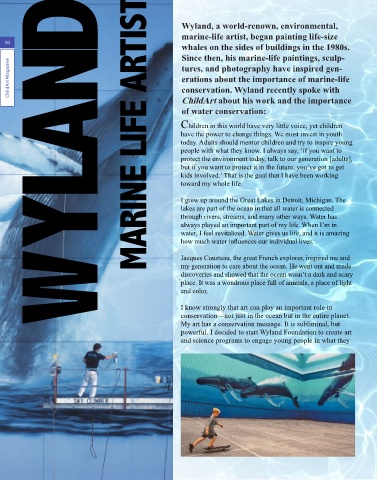 10
ChildArt Magazine
WYLAND
MARINE LIFE ARTIST
Wyland, a world-renown, environmental,
marine-life artist, began painting life-size
whales on the sides of buildings in the 1980s.
Since then, his marine-life paintings, sculp-
tures, and photography have inspired gen-
erations about the importance of marine-life
conservation. Wyland recently spoke with
ChildArt about his work and the importance
of water conservation:
Children in this world have very little voice, yet children
have the power to change things. We must invest in youth
today. Adults should mentor children and try to inspire young
people with what they know. I always say, 'if you want to
protect the environment today, talk to our generation [adults],
but if you want to protect it in the future, you've got to get
kids involved.' That is the goal that I have been working
toward my whole life.
I grew up around the Great Lakes in Detroit, Michigan. The
lakes are part of the ocean in that all water is connected
through rivers, streams, and many other ways. Water has
always played an important part of my life. When I'm in
water, I feel revitalized. Water gives us life, and it is amazing
how much water influences our individual lives.
Jacques Cousteau, the great French explorer, inspired me and
my generation to care about the ocean. He went out and made
discoveries and showed that the ocean wasn't a dark and scary
place. It was a wondrous place full of animals, a place of light
and color.
I know strongly that art can play an important role in
conservation—not just in the ocean but in the entire planet.
My art has a conservation message. It is subliminal, but
powerful. I decided to start Wyland Foundation to create art
and science programs to engage young people in what they
SKY CLIMBER